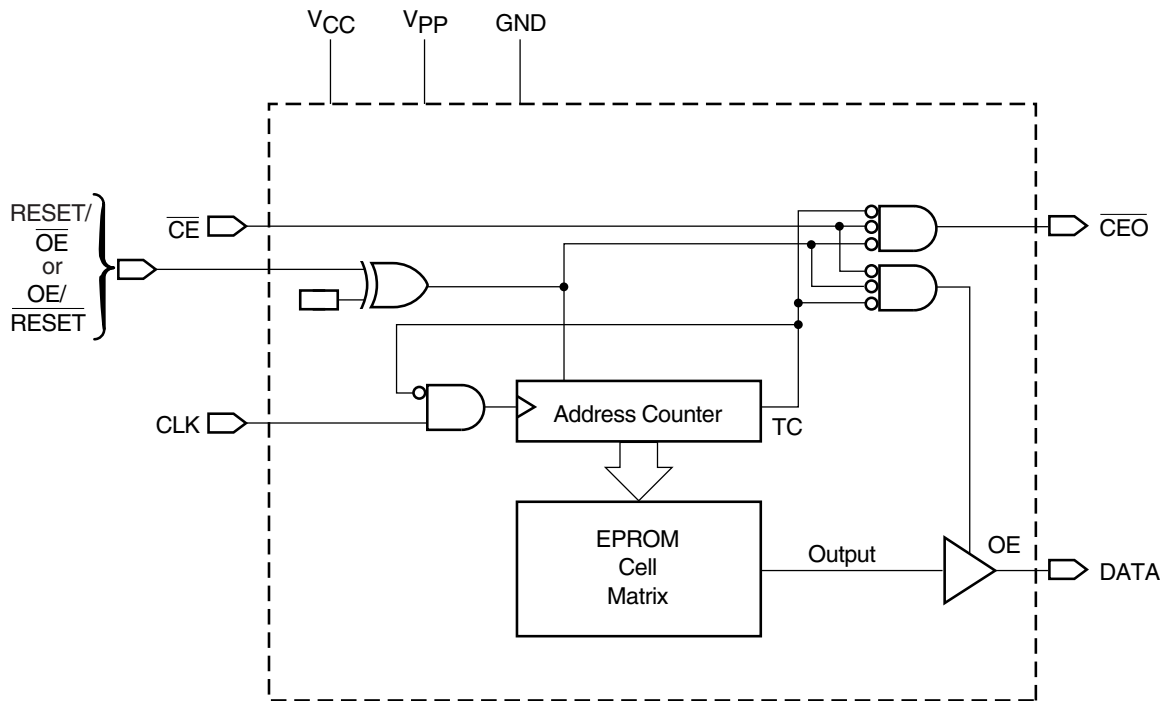 VCC
VPP
GND
RESET/
OE
or
OE/
RESET
CE
CEO
CLK
Address Counter
TC
EPROM
Cell
Matrix
Output
OE
DATA